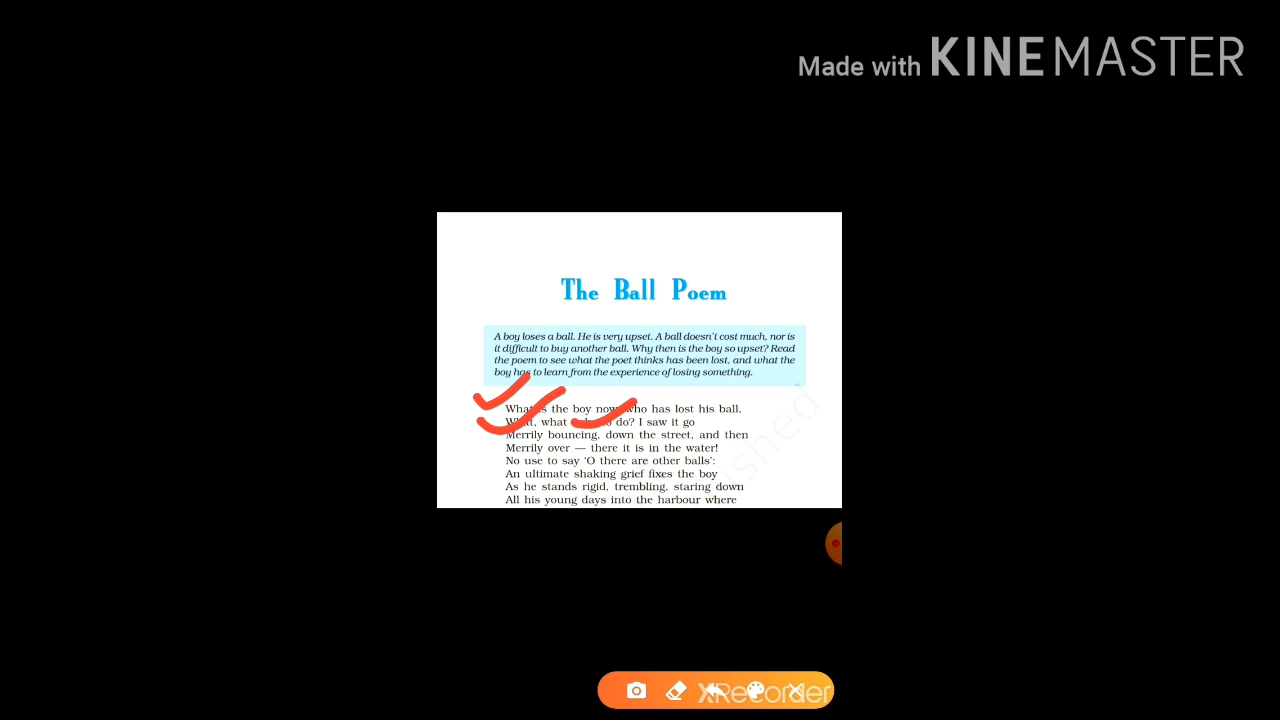 Made with KINEMASTER
The Ball Poem
A boy loses a ball. He is very upset. A ball doesn't cost much, nor is
it difficult to buy another ball. Why then is the boy so upset? Read
the poem to see what the poet thinks has been lost, and what the
boy has to learn from the experience of losing something.
What is the boy now, who has lost his ball,
What, what is he to do? I saw it go
Merrily bouncing, down the street, and then
Merrily over — there it is in the water!
No use to say ‘O there are other balls’:
An ultimate shaking grief fixes the boy
As he stands rigid, trembling, staring down
All his young days into the harbour where
shed
XRecorder